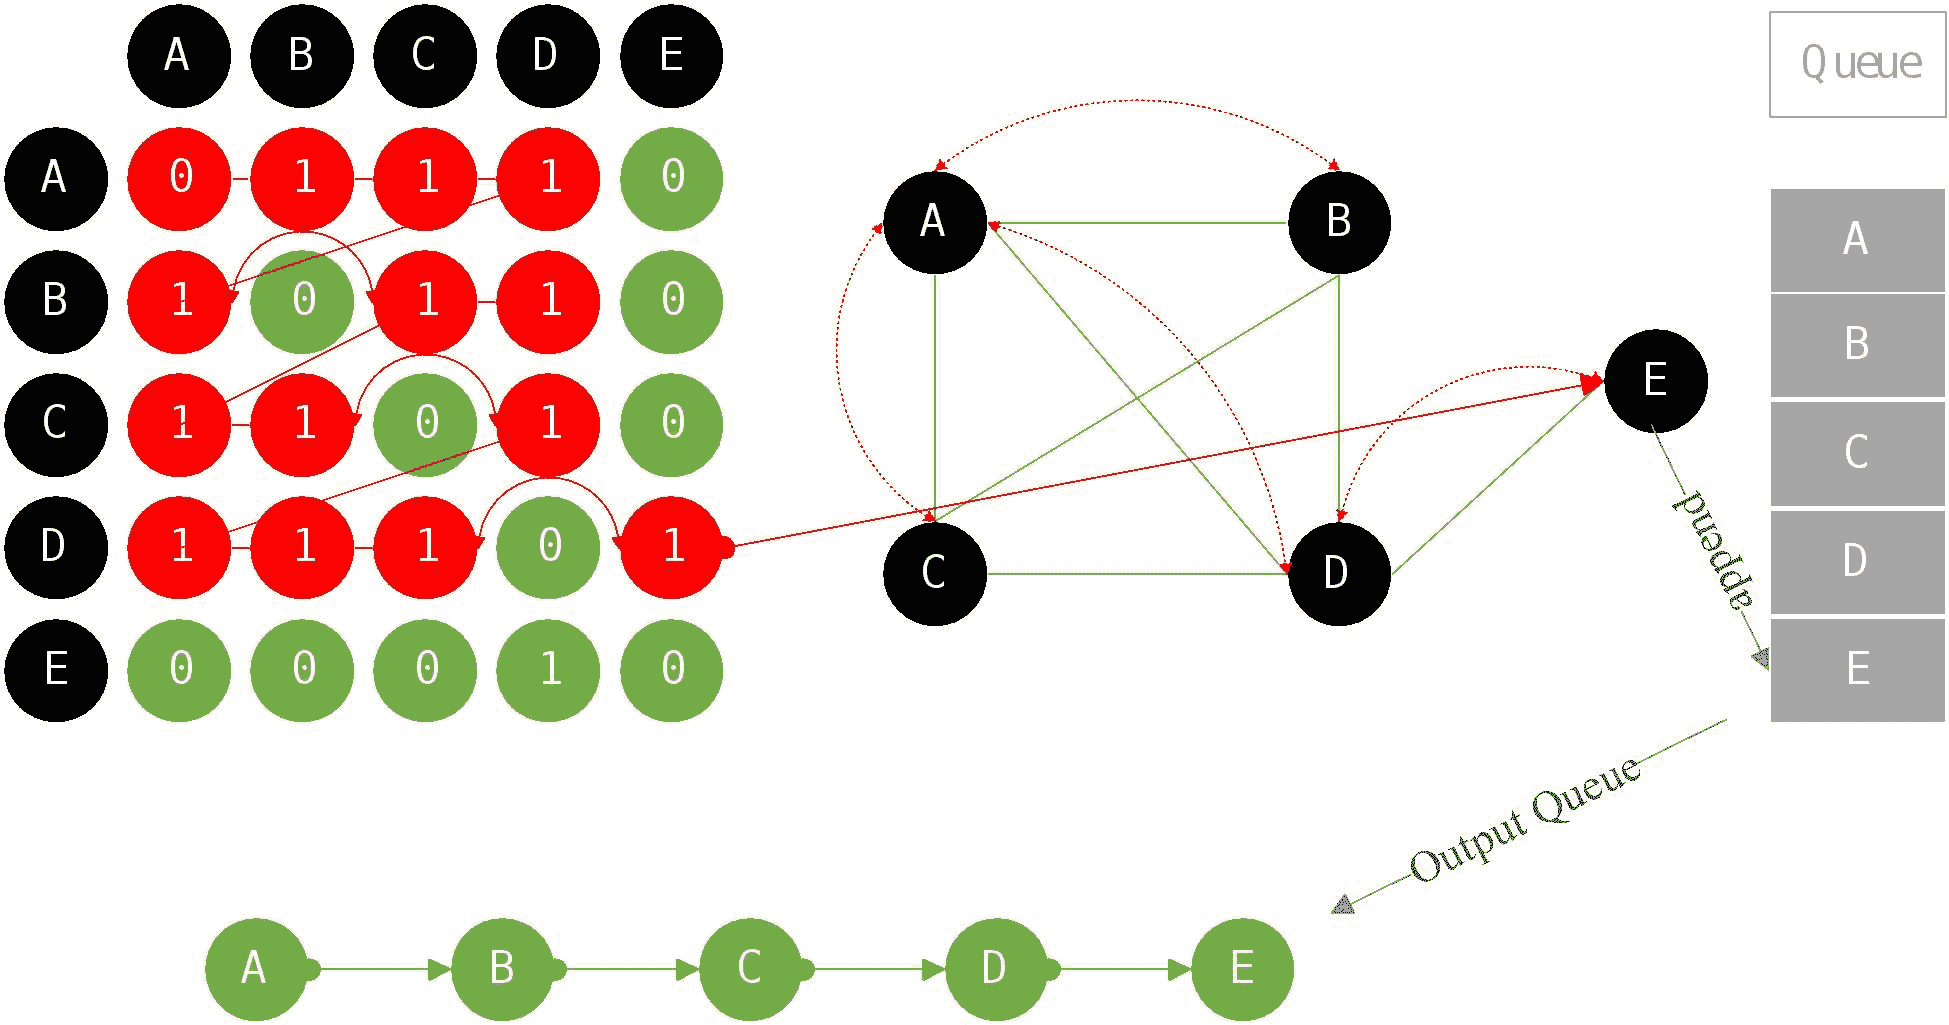 A B C D E
A 0 1 1 1 0
B 1 0 1 1 0
C 1 1 0 1 0
D 1 1 1 0 1
E 0 0 0 1 0
A B
C D
E
append
Queue
A
B
C
D
E
Output Queue
A B C D E